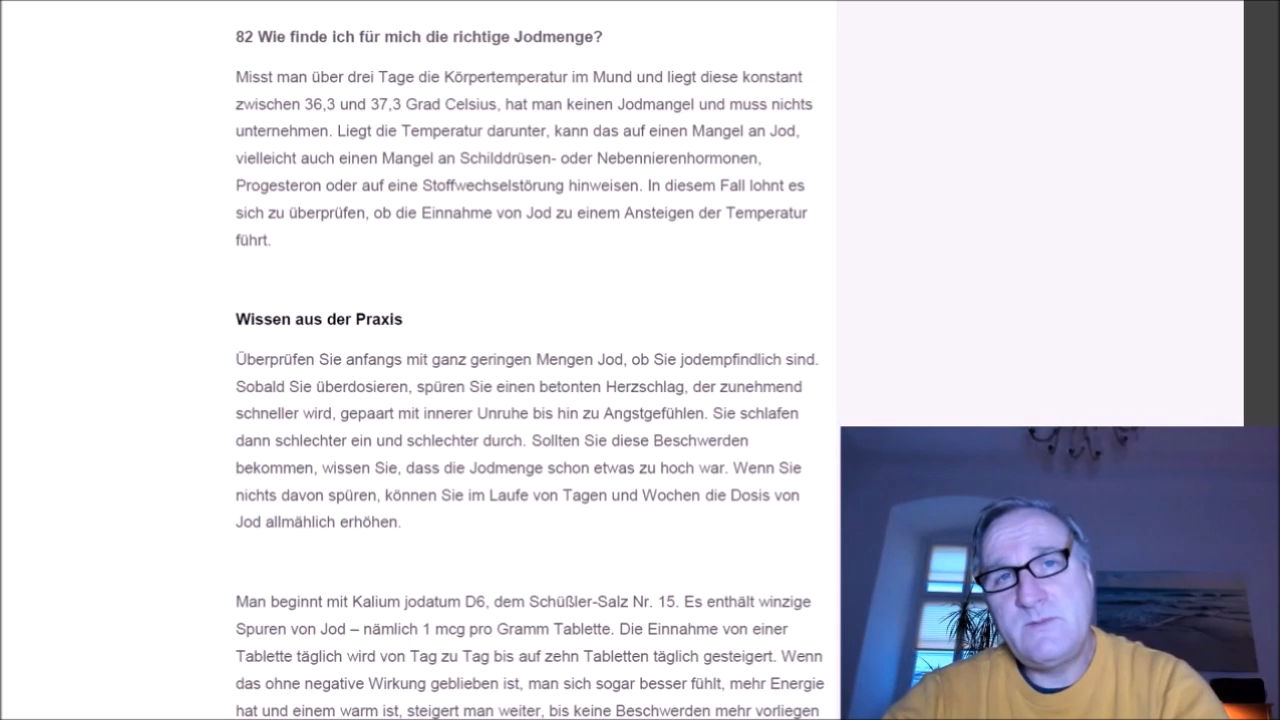 82 Wie finde ich für mich die richtige Jodmenge?
Misst man über drei Tage die Körpertemperatur im Mund und liegt diese konstant
zwischen 36,3 und 37,3 Grad Celsius, hat man keinen Jodmangel und muss nichts
unternehmen. Liegt die Temperatur darunter, kann das auf einen Mangel an Jod,
vielleicht auch einen Mangel an Schilddrüsen- oder Nebennierenhormonen,
Progesteron oder auf eine Stoffwechselstörung hinweisen. In diesem Fall lohnt es
sich zu überprüfen, ob die Einnahme von Jod zu einem Ansteigen der Temperatur
führt.
Wissen aus der Praxis
Überprüfen Sie anfangs mit ganz geringen Mengen Jod, ob Sie jodempfindlich sind.
Sobald Sie überdosieren, spüren Sie einen betonten Herzschlag, der zunehmend
schneller wird, gepaart mit innerer Unruhe bis hin zu Angstgefühlen. Sie schlafen
dann schlechter ein und schlechter durch. Sollten Sie diese Beschwerden
bekommen, wissen Sie, dass die Jodmenge schon etwas zu hoch war. Wenn Sie
nichts davon spüren, können Sie im Laufe von Tagen und Wochen die Dosis von
Jod allmählich erhöhen.
Man beginnt mit Kalium jodatum D6, dem Schüßler-Salz Nr. 15. Es enthält winzige
Spuren von Jod – nämlich 1 mcg pro Gramm Tablette. Die Einnahme von einer
Tablette täglich wird von Tag zu Tag bis auf zehn Tabletten täglich gesteigert. Wenn
das ohne negative Wirkung geblieben ist, man sich sogar besser fühlt, mehr Energie
hat und einem warm ist, steigert man weiter, bis keine Beschwerden mehr vorliegen